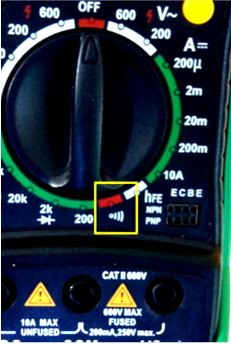 OFF
600 600
200 200
V~
A⎓
200µ
2m
20m
200m
10A
hFE
ECBE
NPN
PNP
20k
2k
200
CAT II 600V
10A MAX
UNFUSED
600V MAX
FUSED
200mA,250V max.